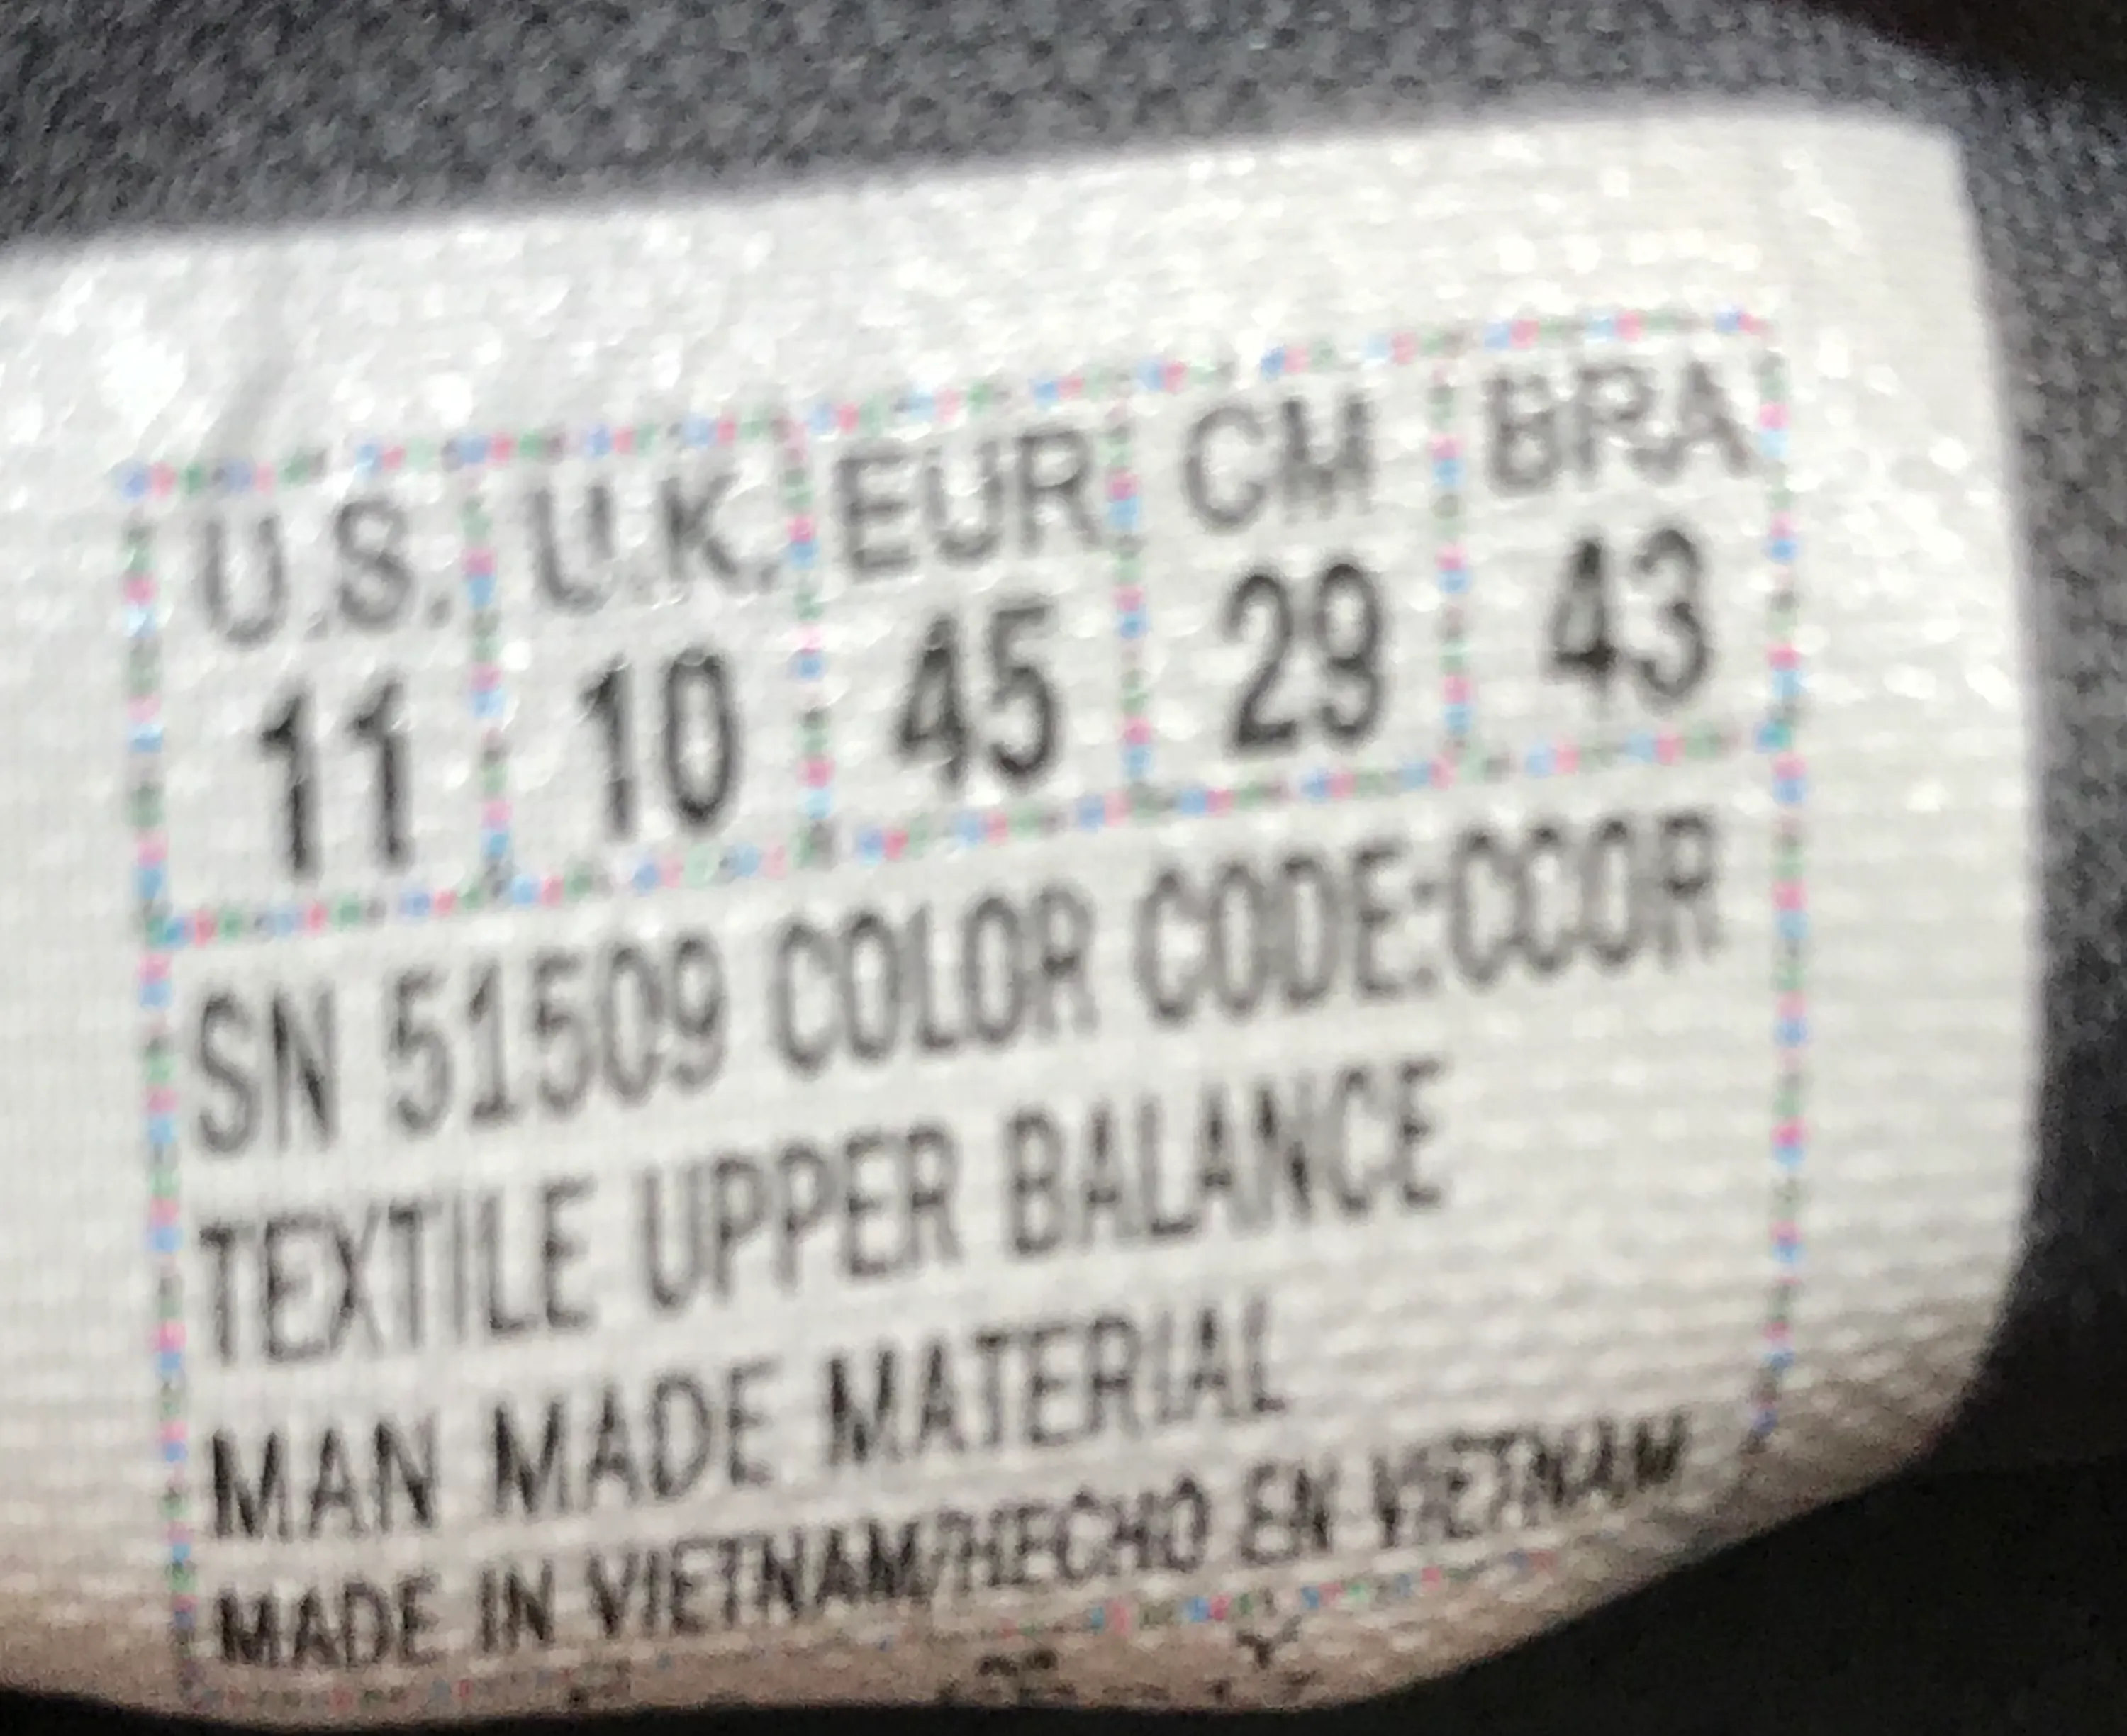 U.S. U.K. EUR CM BRA
11 10 45 29 43
SN 51509 COLOR CODE:CCOR
TEXTILE UPPER BALANCE
MAN MADE MATERIAL
MADE IN VIETNAM/HECHO EN VIETNAM